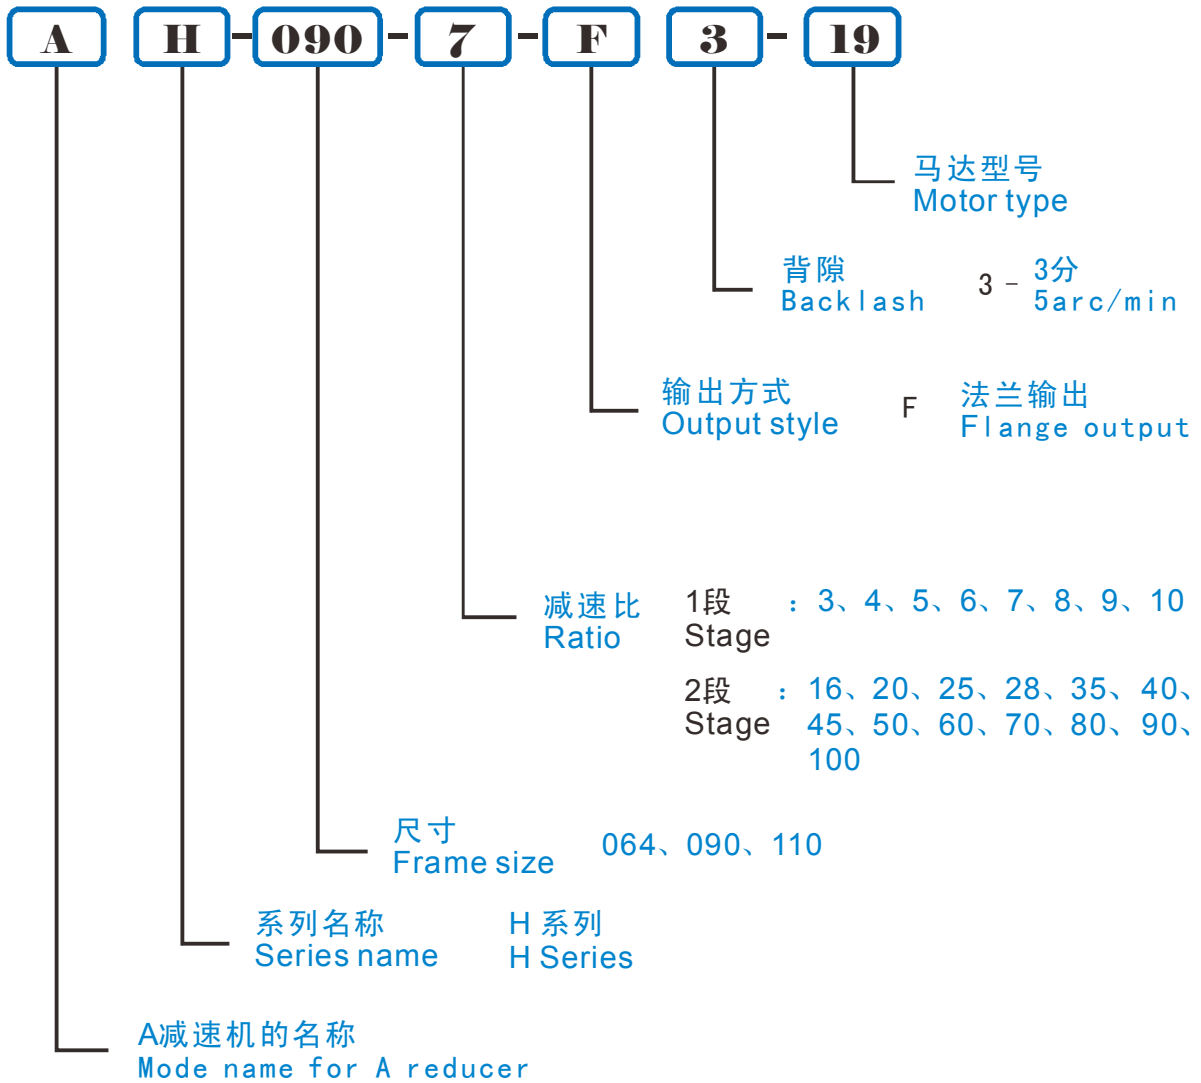 A H-090-7-F 3-19
马达型号
Motor type
背隙 3 - 3分
Backlash 5arc/min
输出方式 F 法兰输出
Output style Flange output
减速比 1段 ：3、4、5、6、7、8、9、10
Ratio Stage
2段 ：16、20、25、28、35、40、
Stage 45、50、60、70、80、90、
100
尺寸 064、090、110
Frame size
系列名称 H 系列
Series name H Series
A减速机的名称
Mode name for A reducer